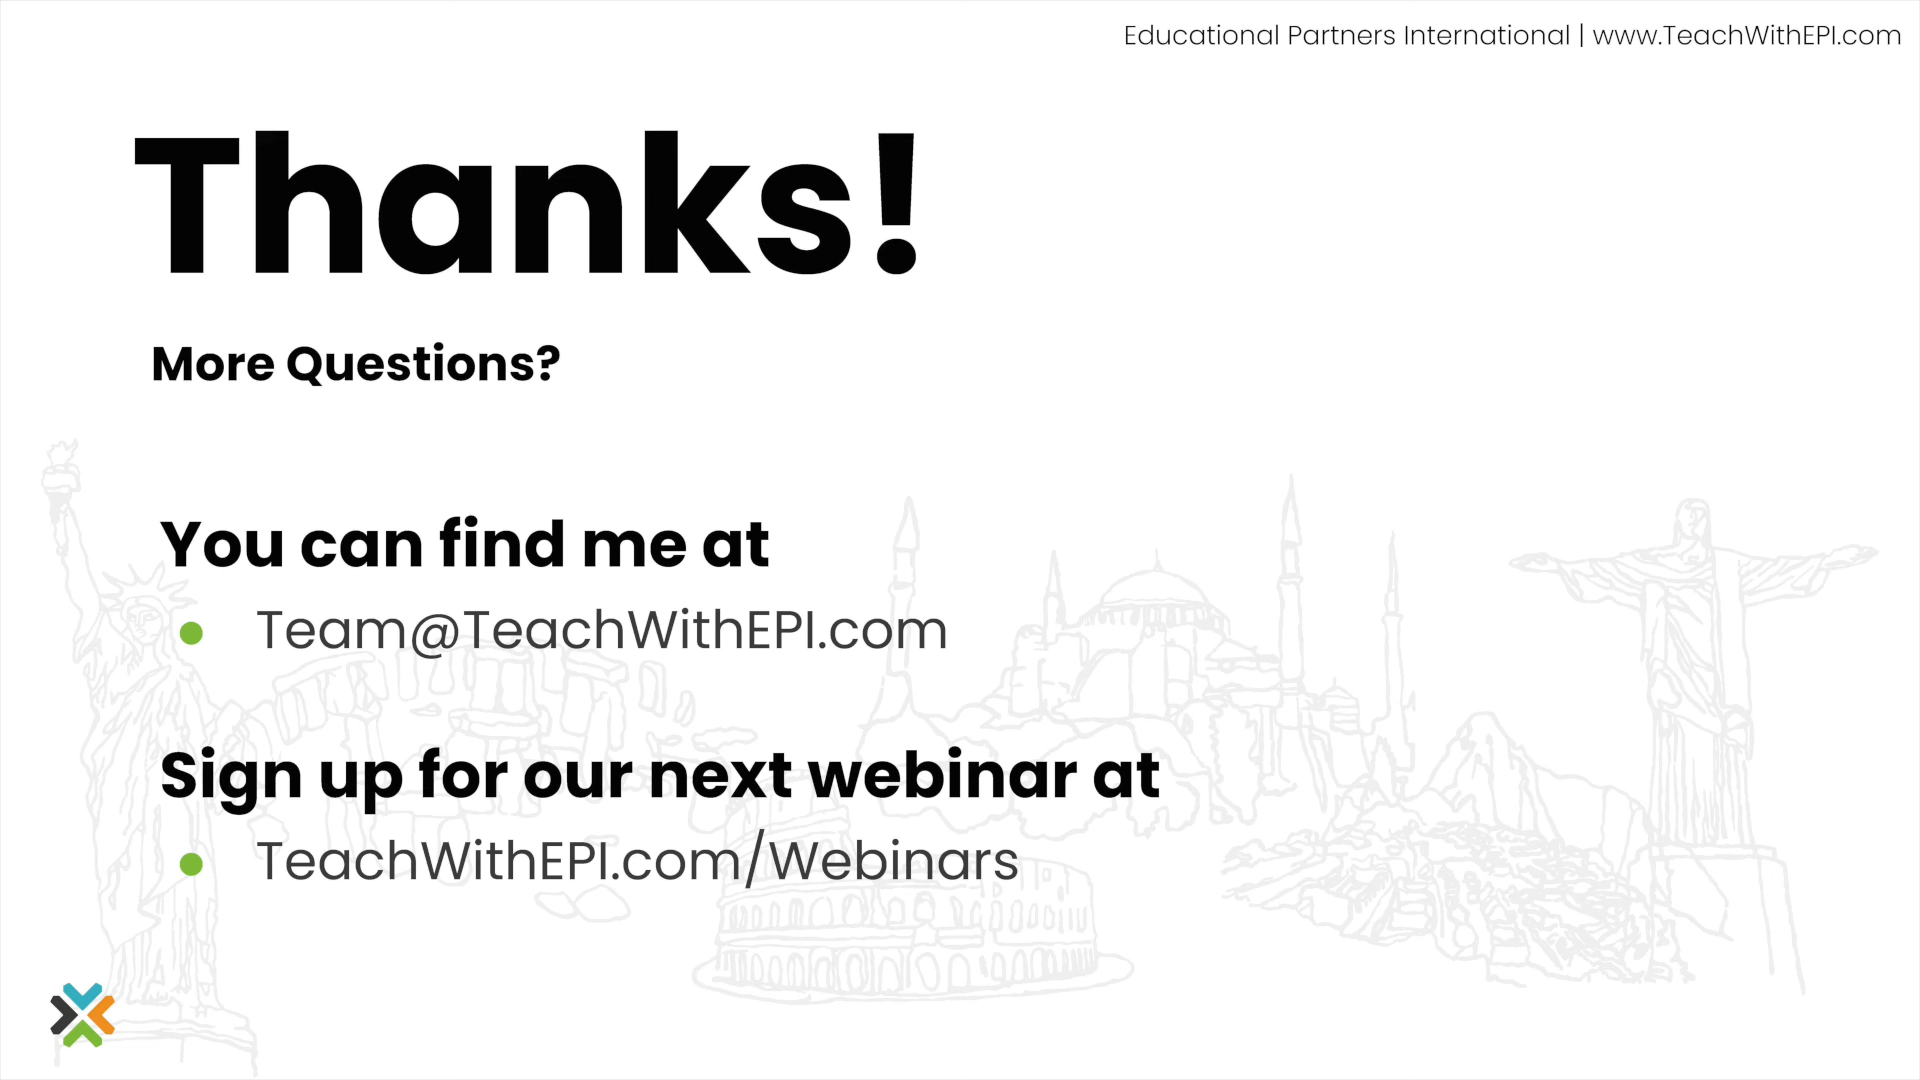 Educational Partners International | www.TeachWithEPI.com
Thanks!
More Questions?
You can find me at
Team@TeachWithEPI.com
Sign up for our next webinar at
TeachWithEPI.com/Webinars